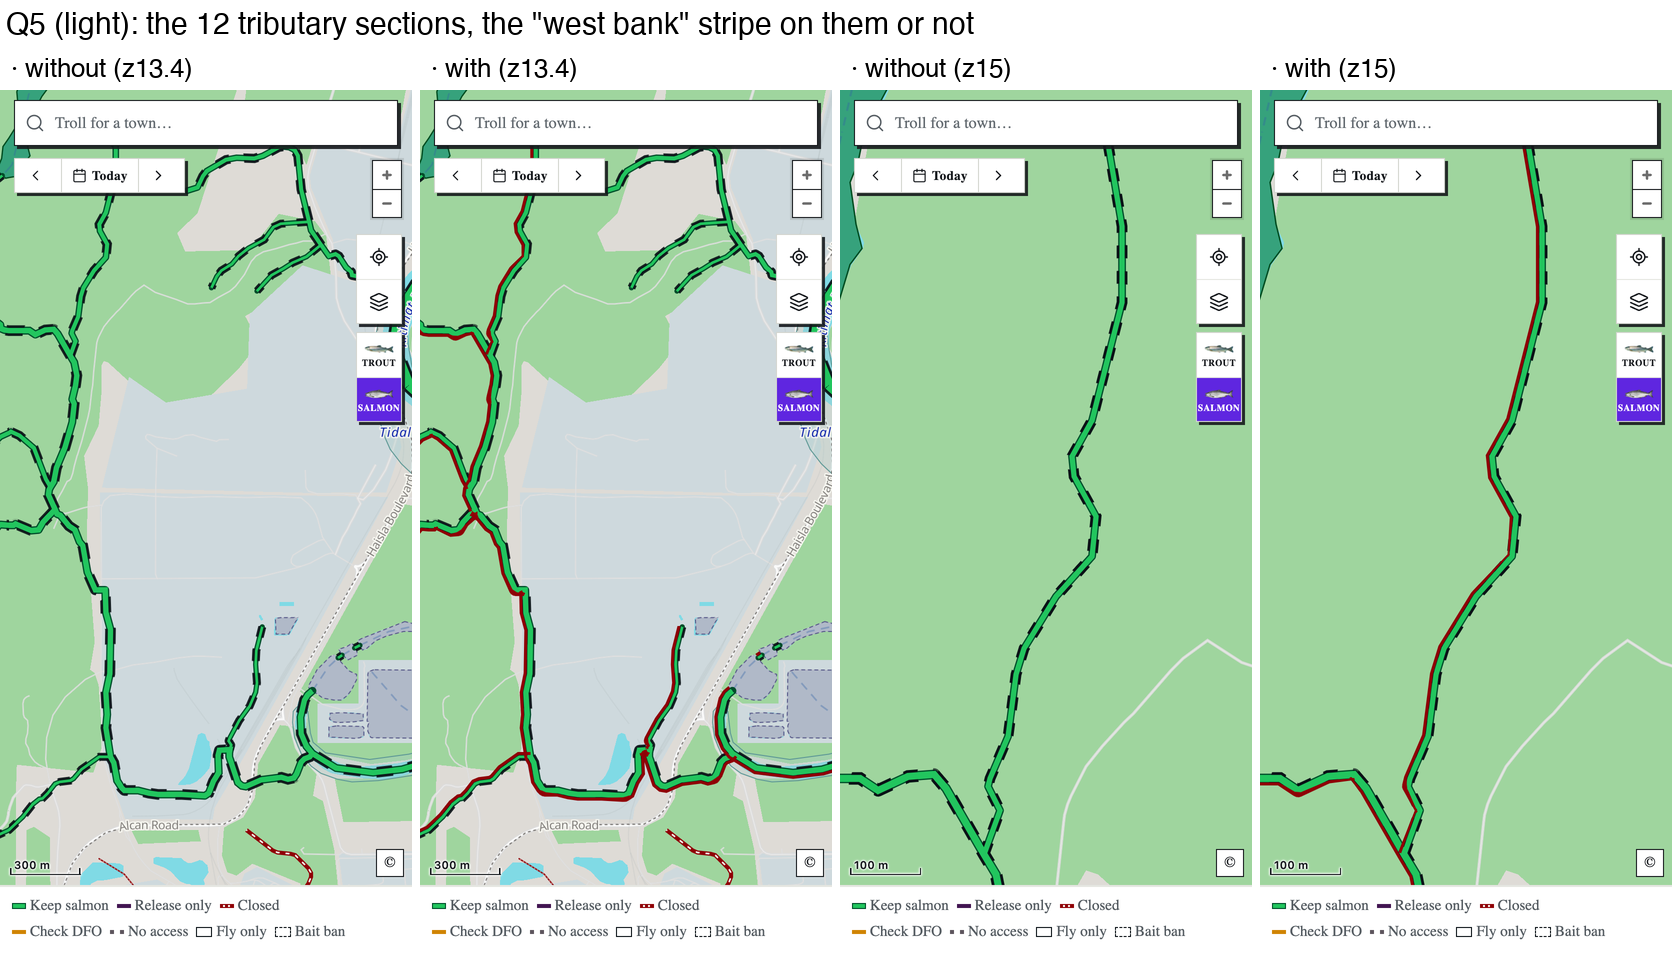 Q5 (light): the 12 tributary sections, the "west bank" stripe on them or not
· without (z13.4)
Troll for a town…
Today
+
−
TROUT
SALMON
Tidal
Haisla Boulevard
Alcan Road
300 m
©
Keep salmon Release only Closed
Check DFO No access Fly only Bait ban
· with (z13.4)
Troll for a town…
Today
+
−
TROUT
SALMON
Tidal
Haisla Boulevard
Alcan Road
300 m
©
Keep salmon Release only Closed
Check DFO No access Fly only Bait ban
· without (z15)
Troll for a town…
Today
+
−
TROUT
SALMON
100 m
©
Keep salmon Release only Closed
Check DFO No access Fly only Bait ban
· with (z15)
Troll for a town…
Today
+
−
TROUT
SALMON
100 m
©
Keep salmon Release only Closed
Check DFO No access Fly only Bait ban